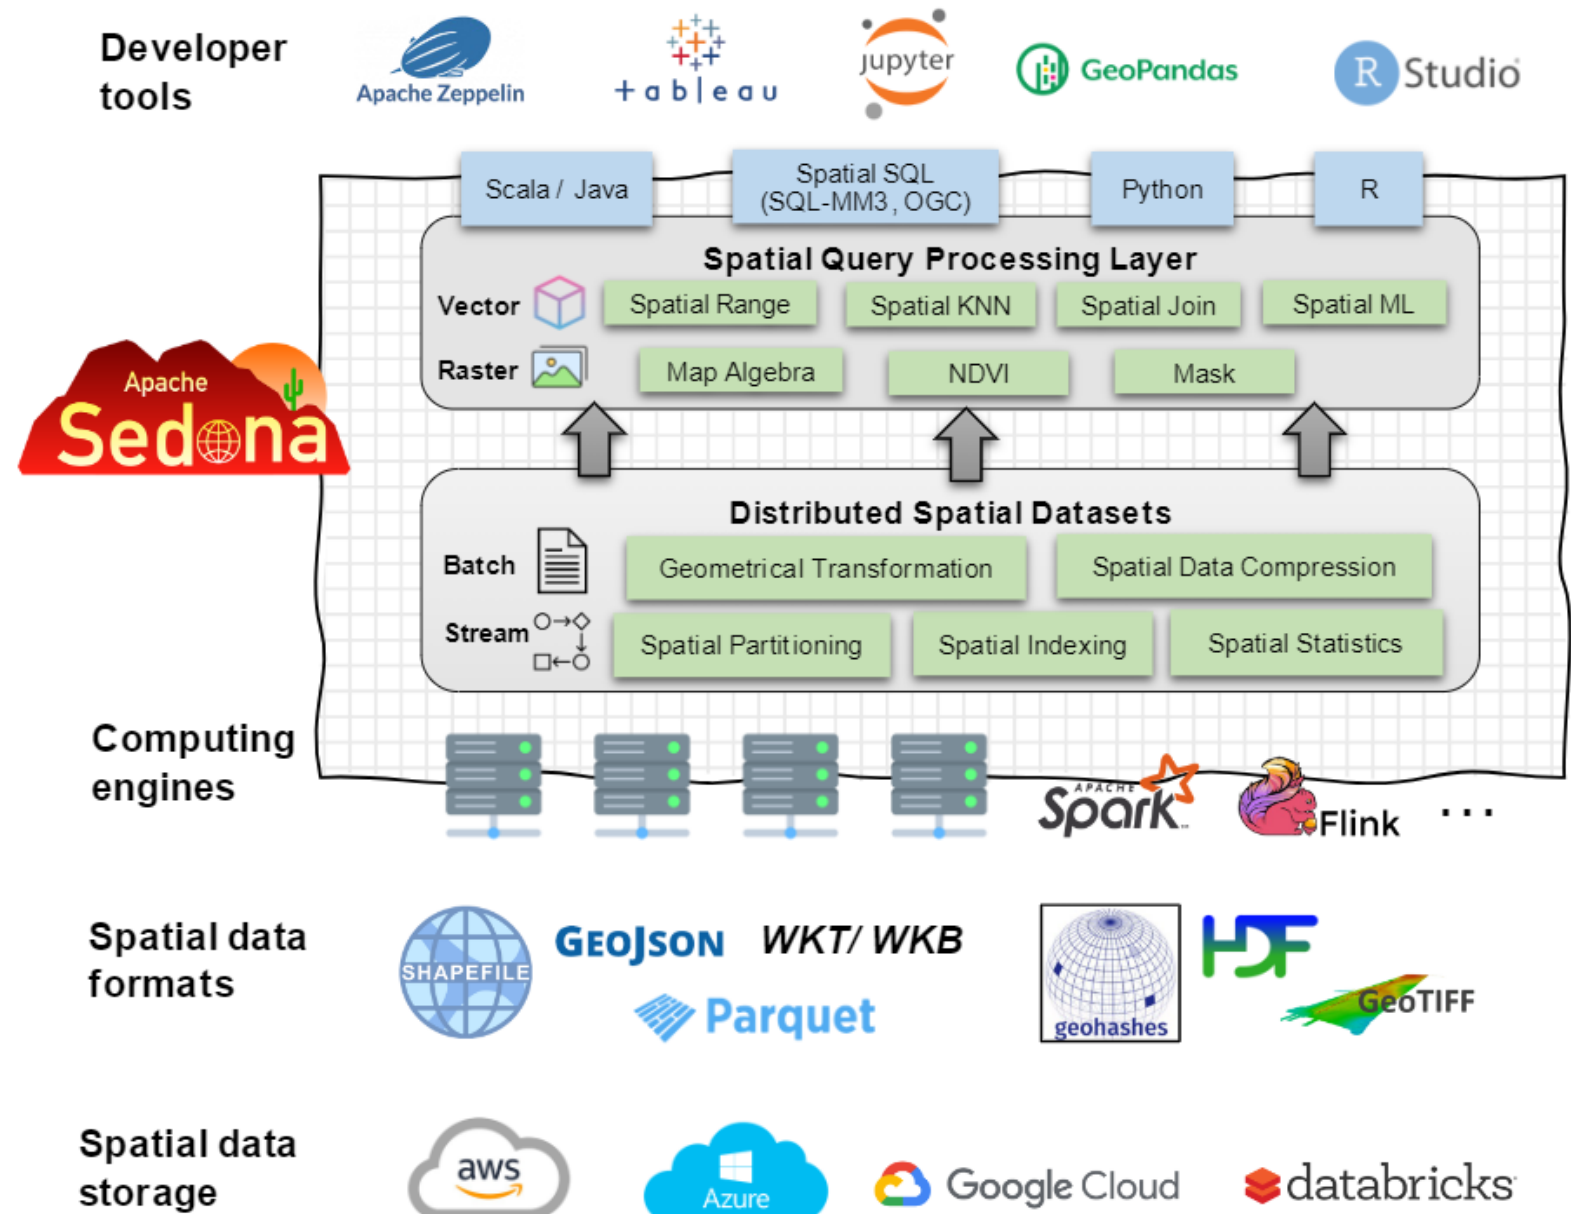 Developer
tools
Apache Zeppelin
+ableau
jupyter
GeoPandas
R Studio
Scala / Java
Spatial SQL
(SQL-MM3, OGC)
Python
R
Spatial Query Processing Layer
Vector
Spatial Range
Spatial KNN
Spatial Join
Spatial ML
Raster
Map Algebra
NDVI
Mask
Apache
Sedona
Distributed Spatial Datasets
Batch
Geometrical Transformation
Spatial Data Compression
Stream
Spatial Partitioning
Spatial Indexing
Spatial Statistics
Computing
engines
APACHE
Spark
Flink
...
Spatial data
formats
SHAPEFILE
GEOJSON
WKT/ WKB
Parquet
geohashes
HDF
GeoTIFF
Spatial data
storage
aws
Azure
Google Cloud
databricks